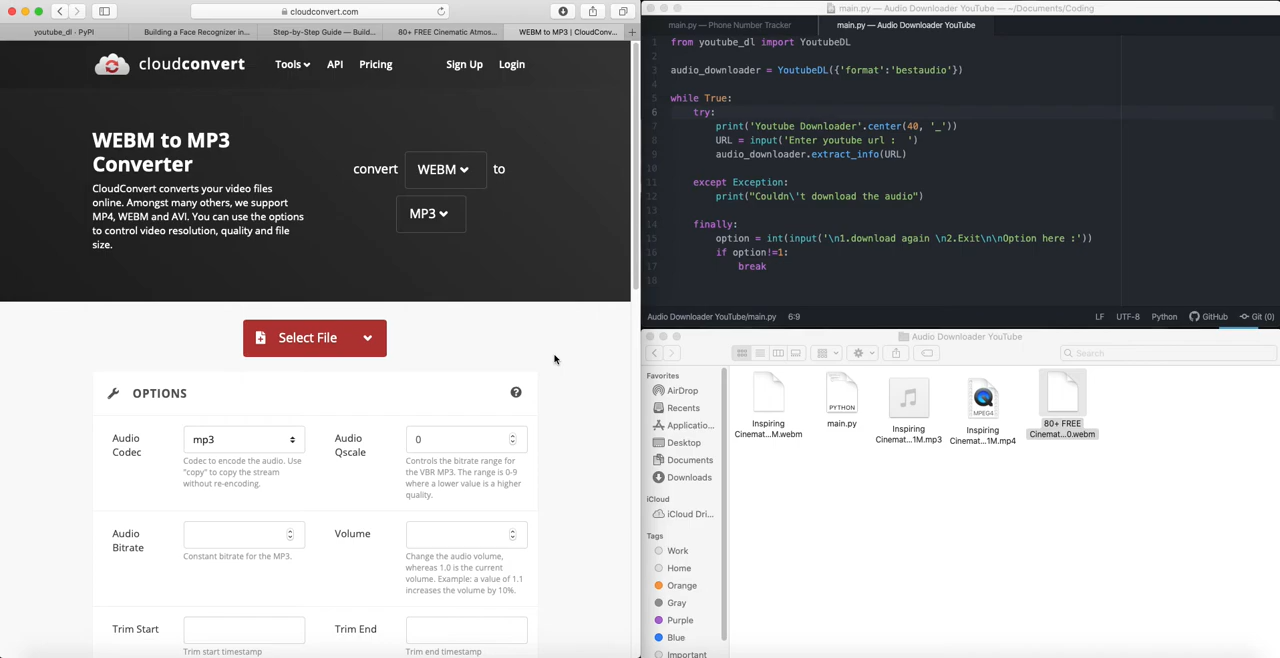 cloudconvert.com
youtube_dl · PyPI
Building a Face Recognizer in...
Step-by-Step Guide — Buil...
80+ FREE Cinematic Atmos...
WEBM to MP3 | CloudConv...
cloudconvert
Tools
API
Pricing
Sign Up
Login
WEBM to MP3
Converter
CloudConvert converts your video files
online. Amongst many others, we support
MP4, WEBM and AVI. You can use the options
to control video resolution, quality and file
size.
convert
WEBM
to
MP3
Select File
OPTIONS
?
Audio
Codec
mp3
Codec to encode the audio. Use
"copy" to copy the stream
without re-encoding.
Audio
Qscale
0
Controls the bitrate range for
the VBR MP3. The range is 0-9
where a lower value is a higher
quality.
Audio
Bitrate
Constant bitrate for the MP3.
Volume
Change the audio volume,
whereas 1.0 is the current
volume. Example: a value of 1.1
increases the volume by 10%.
Trim Start
Trim start timestamp
Trim End
Trim end timestamp
main.py — Audio Downloader YouTube — ~/Documents/Coding
main.py — Phone Number Tracker
main.py — Audio Downloader YouTube
1 from youtube_dl import YoutubeDL
2
3 audio_downloader = YoutubeDL({'format':'bestaudio'})
4
5 while True:
6 try:
7 print('Youtube Downloader'.center(40, '_'))
8 URL = input('Enter youtube url :  ')
9 audio_downloader.extract_info(URL)
10
11 except Exception:
12 print("Couldn\'t download the audio")
13
14 finally:
15 option = int(input('\n1.download again \n2.Exit\n\nOption here :'))
16 if option!=1:
17 break
18
Audio Downloader YouTube/main.py
6:9
LF
UTF-8
Python
GitHub
Git (0)
Audio Downloader YouTube
Search
Favorites
AirDrop
Recents
Applicatio...
Desktop
Documents
Downloads
iCloud
iCloud Dri...
Tags
Work
Home
Orange
Gray
Purple
Blue
Important
Inspiring
Cinemat...M.webm
PYTHON
main.py
Inspiring
Cinemat...1M.mp3
MPEG4
Inspiring
Cinemat...1M.mp4
80+ FREE
Cinemat...0.webm